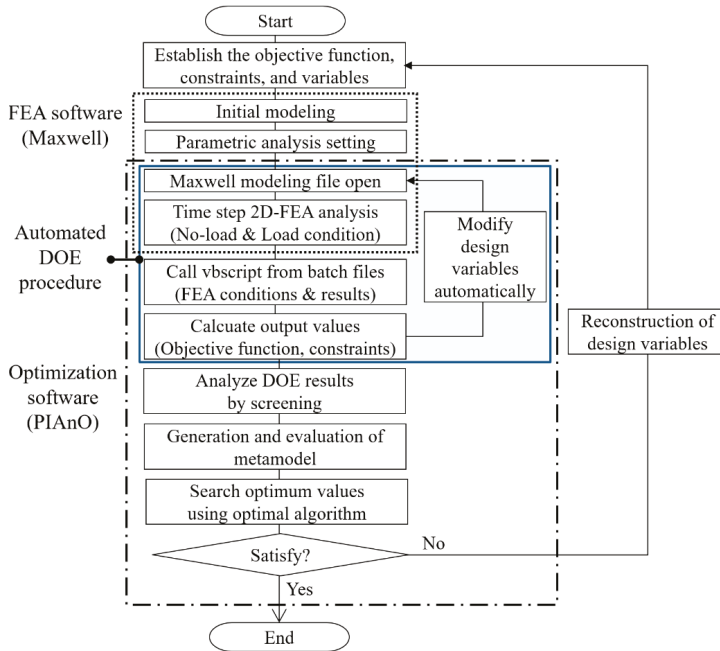 Start
Establish the objective function,
constraints, and variables
FEA software
(Maxwell)
Initial modeling
Parametric analysis setting
Maxwell modeling file open
Time step 2D-FEA analysis
(No-load & Load condition)
Modify
design
variables
automatically
Automated
DOE
procedure
Call vbscript from batch files
(FEA conditions & results)
Calcuate output values
(Objective function, constraints)
Reconstruction of
design variables
Optimization
software
(PIAnO)
Analyze DOE results
by screening
Generation and evaluation of
metamodel
Search optimum values
using optimal algorithm
Satisfy?
No
Yes
End